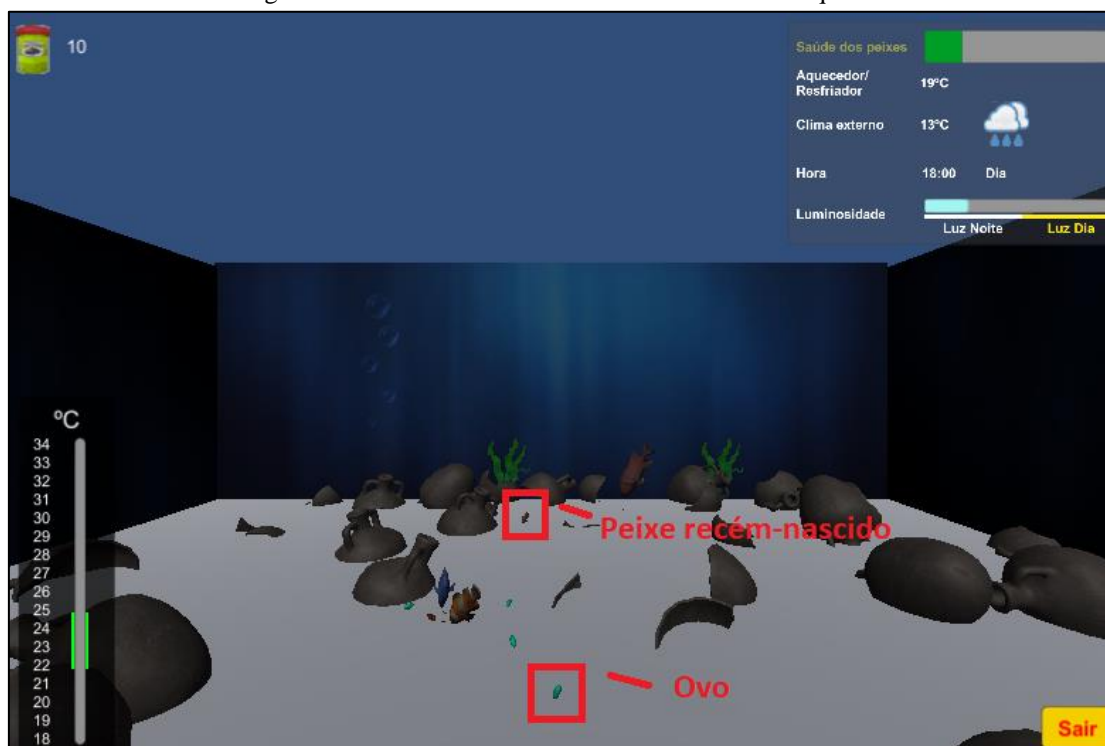 10
Saúde dos peixes
Aquecedor/
Resfriador 19ºC
Clima externo 13ºC
Hora 18:00 Dia
Luminosidade
Luz Noite Luz Dia
ºC
34
33
32
31
30
29
28
27
26
25
24
23
22
21
20
19
18
Peixe recém-nascido
Ovo
Sair